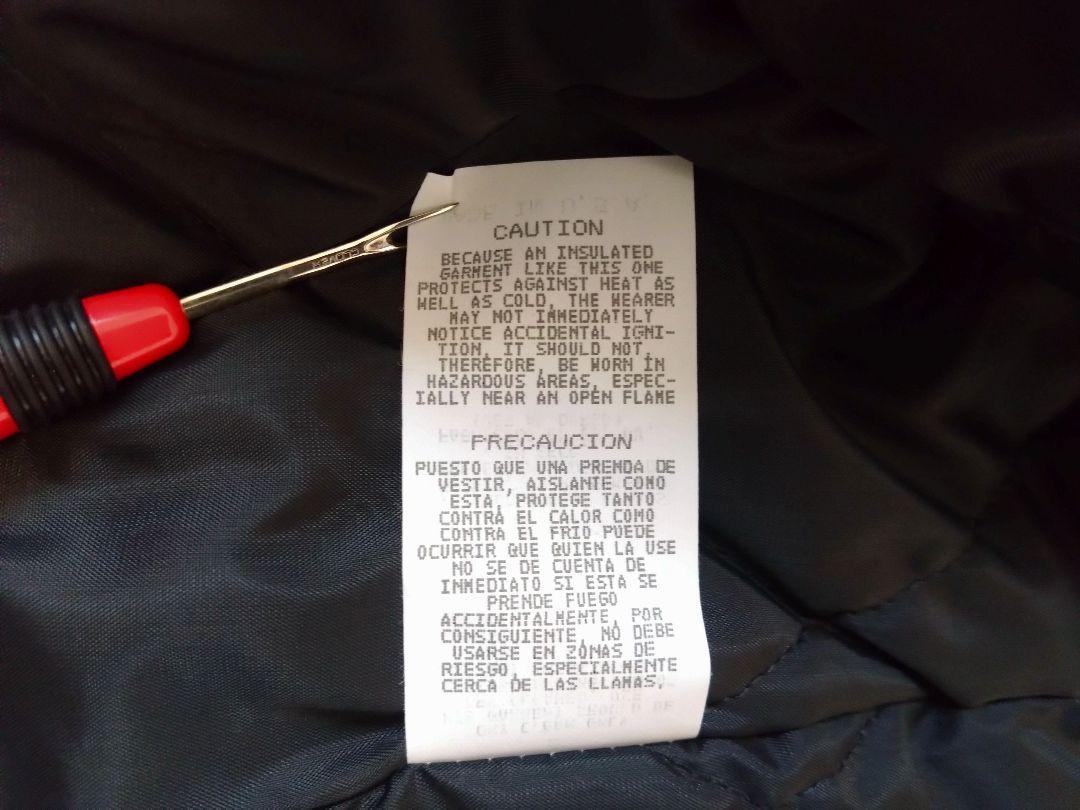 CAUTION
BECAUSE AN INSULATED
GARMENT LIKE THIS ONE
PROTECTS AGAINST HEAT AS
WELL AS COLD, THE WEARER
MAY NOT IMMEDIATELY
NOTICE ACCIDENTAL IGNI-
TION, IT SHOULD NOT,
THEREFORE, BE WORN IN
HAZARDOUS AREAS, ESPEC-
IALLY NEAR AN OPEN FLAME
PRECAUCION
PUESTO QUE UNA PRENDA DE
VESTIR, AISLANTE COMO
ESTA, PROTEGE TANTO
CONTRA EL CALOR COMO
CONTRA EL FRIO PUEDE
OCURRIR QUE QUIEN LA USE
NO SE DE CUENTA DE
INMEDIATO SI ESTA SE
PRENDE FUEGO
ACCIDENTALMENTE, POR
CONSIGUIENTE, NO DEBE
USARSE EN ZONAS DE
RIESGO, ESPECIALMENTE
CERCA DE LAS LLAMAS,